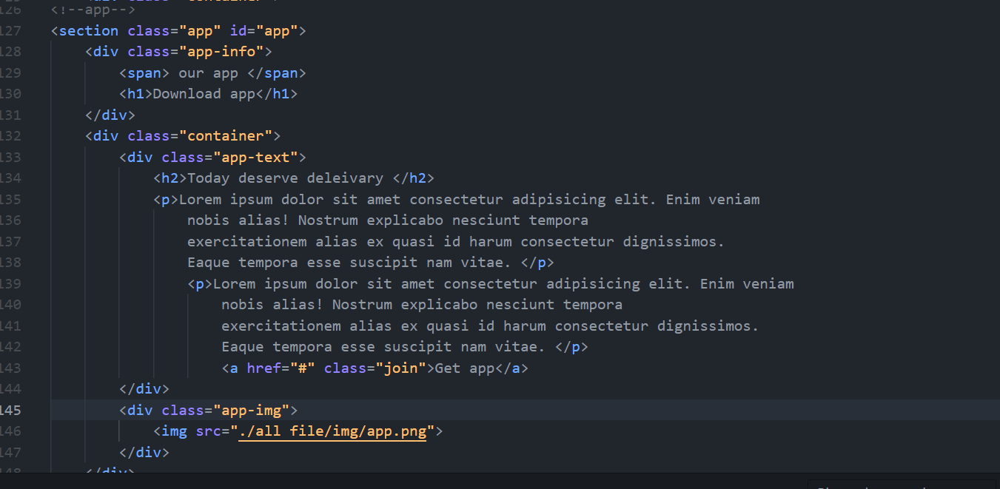 <div class="container">
126 <!--app-->
127 <section class="app" id="app">
128 <div class="app-info">
129 <span> our app </span>
130 <h1>Download app</h1>
131 </div>
132 <div class="container">
133 <div class="app-text">
134 <h2>Today deserve deleivary </h2>
135 <p>Lorem ipsum dolor sit amet consectetur adipisicing elit. Enim veniam
136 nobis alias! Nostrum explicabo nesciunt tempora
137 exercitationem alias ex quasi id harum consectetur dignissimos.
138 Eaque tempora esse suscipit nam vitae. </p>
139 <p>Lorem ipsum dolor sit amet consectetur adipisicing elit. Enim veniam
140 nobis alias! Nostrum explicabo nesciunt tempora
141 exercitationem alias ex quasi id harum consectetur dignissimos.
142 Eaque tempora esse suscipit nam vitae. </p>
143 <a href="#" class="join">Get app</a>
144 </div>
145 <div class="app-img">
146 <img src="./all file/img/app.png">
147 </div>
148 </div>